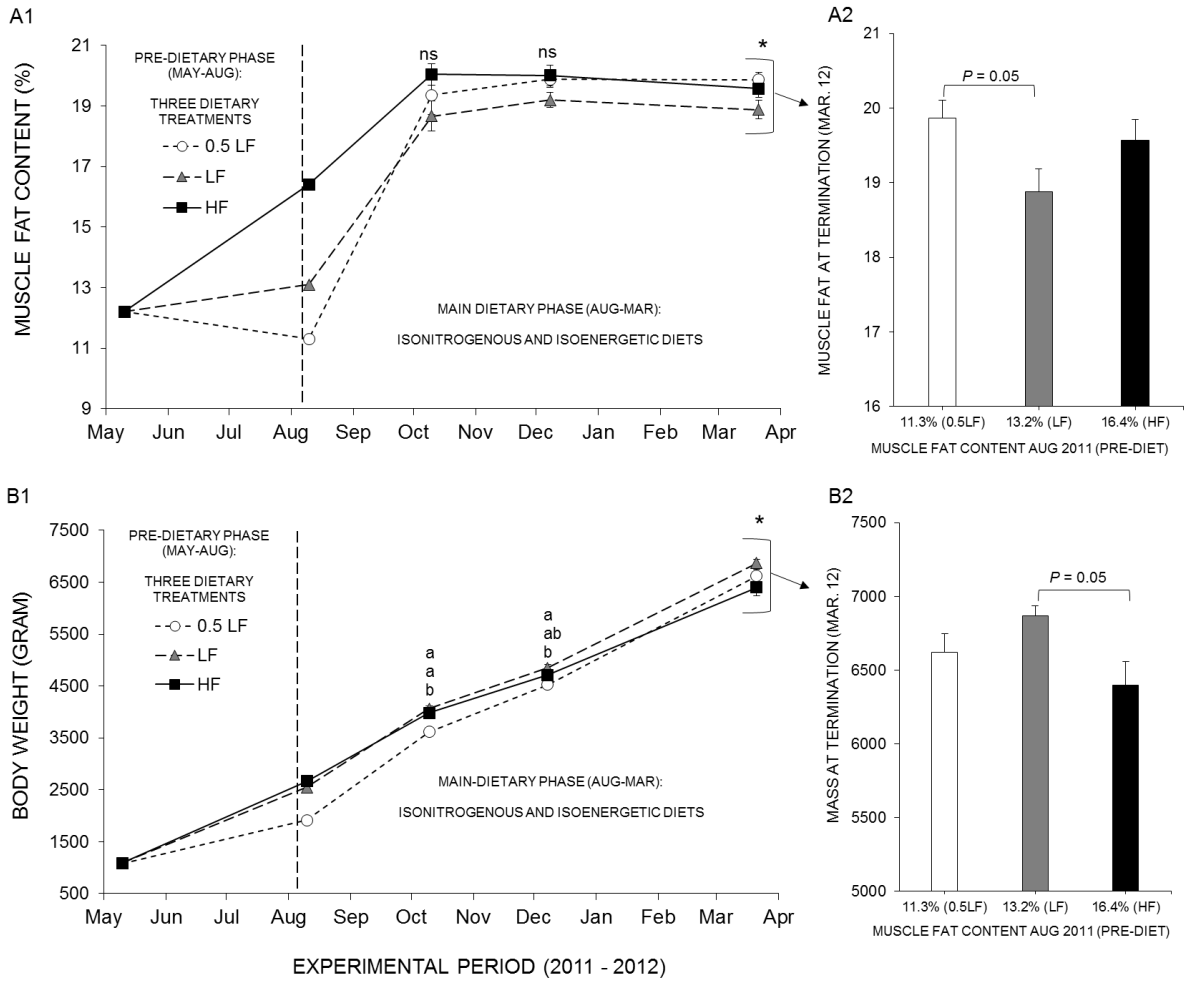 A1
MUSCLE FAT CONTENT (%)
21
19
17
15
13
11
9
PRE-DIETARY PHASE
(MAY-AUG):
THREE DIETARY
TREATMENTS
0.5 LF
LF
HF
ns
ns
*
MAIN DIETARY PHASE (AUG-MAR):
ISONITROGENOUS AND ISOENERGETIC DIETS
May Jun Jul Aug Sep Oct Dec Jan Feb Mar Apr
A2
MUSCLE FAT AT TERMINATION (MAR. 12)
21
20
19
18
17
16
P = 0.05
11.3% (0.5LF) 13.2% (LF) 16.4% (HF)
MUSCLE FAT CONTENT AUG 2011 (PRE-DIET)
B1
BODY WEIGHT (GRAM)
7500
6500
5500
4500
3500
2500
1500
500
PRE-DIETARY PHASE
(MAY-AUG):
THREE DIETARY
TREATMENTS
0.5 LF
LF
HF
a
a
b
a
ab
b
*
MAIN-DIETARY PHASE (AUG-MAR):
ISONITROGENOUS AND ISOENERGETIC DIETS
May Jun Jul Aug Sep Oct Dec Jan Feb Mar Apr
EXPERIMENTAL PERIOD (2011 - 2012)
B2
MASS AT TERMINATION (MAR. 12)
7500
7000
6500
6000
5500
5000
P = 0.05
11.3% (0.5LF) 13.2% (LF) 16.4% (HF)
MUSCLE FAT CONTENT AUG 2011 (PRE-DIET)